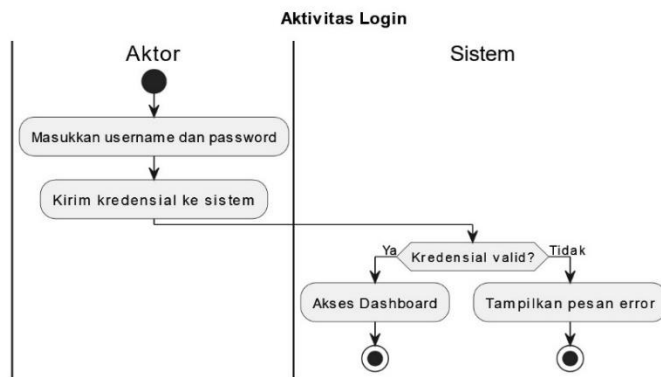 Aktivitas Login
Aktor
Sistem
Masukkan username dan password
Kirim kredensial ke sistem
Ya
Kredensial valid?
Tidak
Akses Dashboard
Tampilkan pesan error